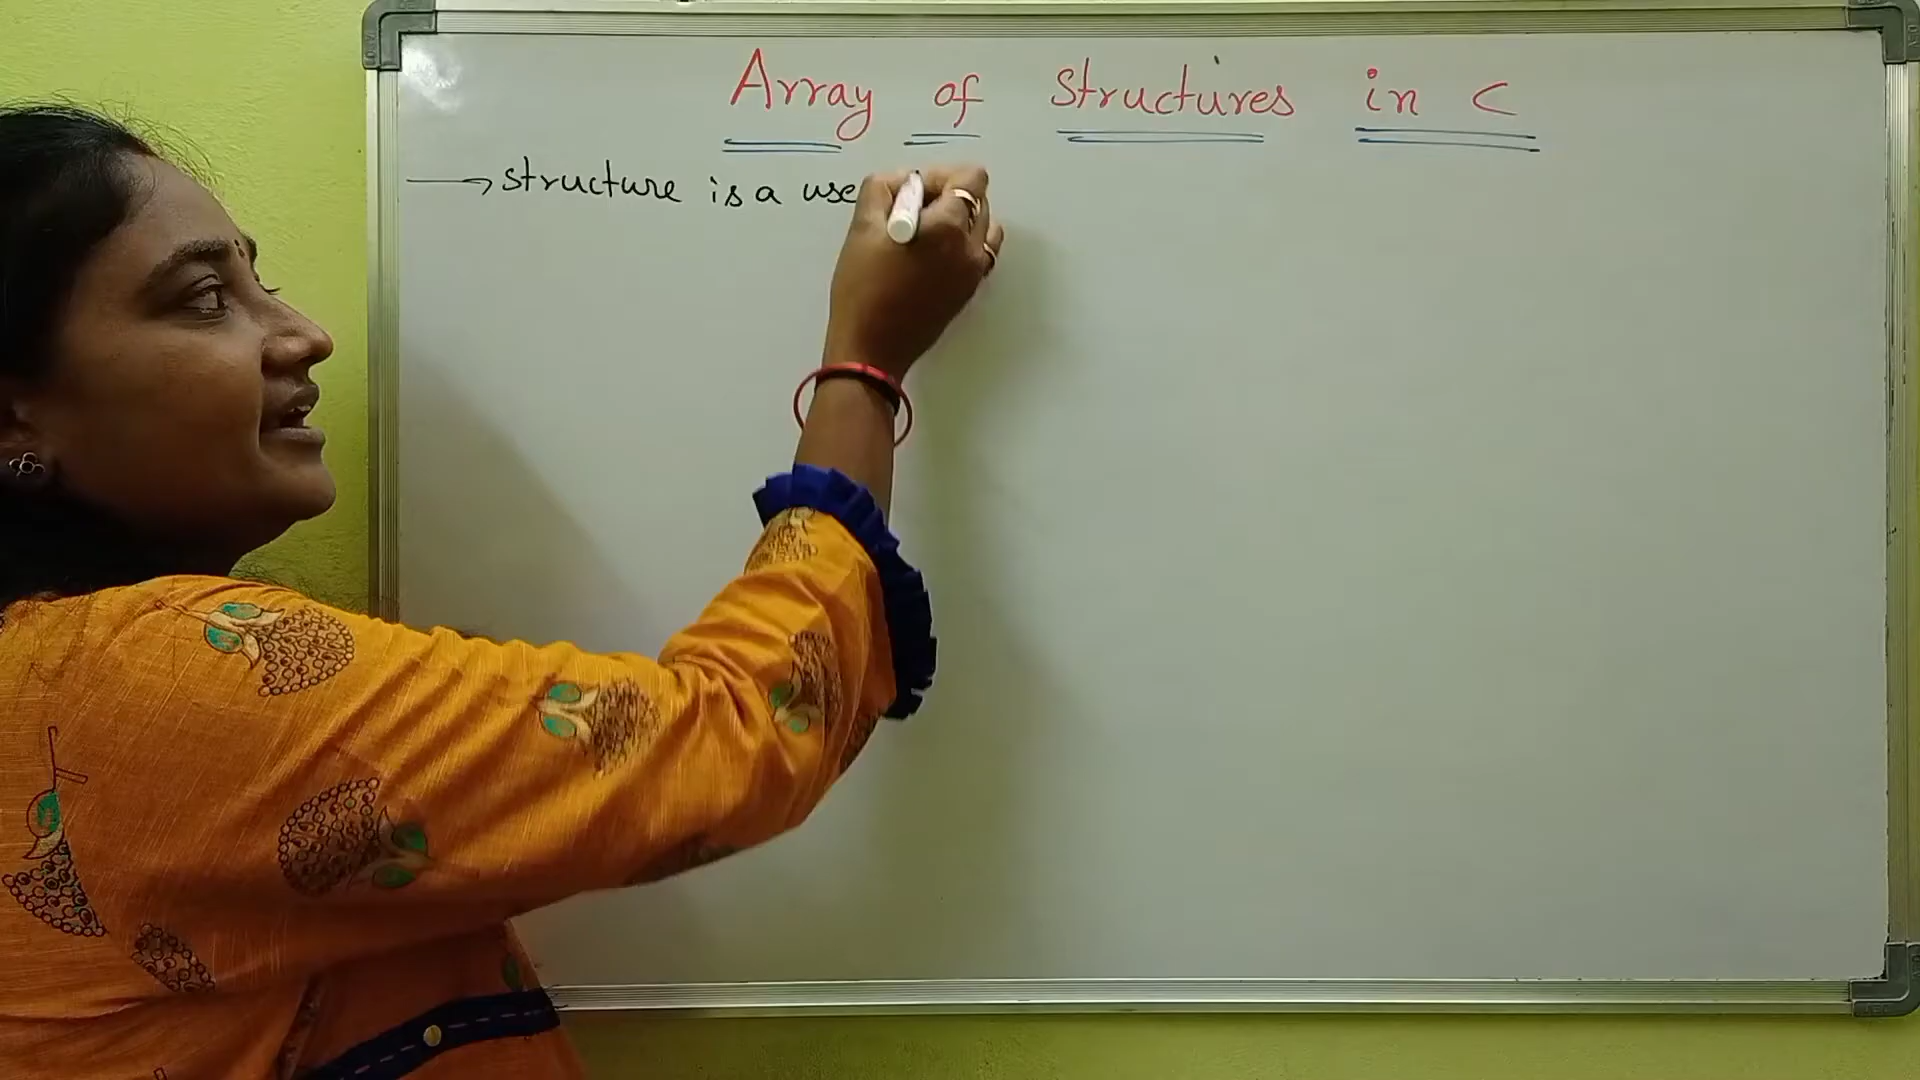 Array of Structures in C
→ structure is a use